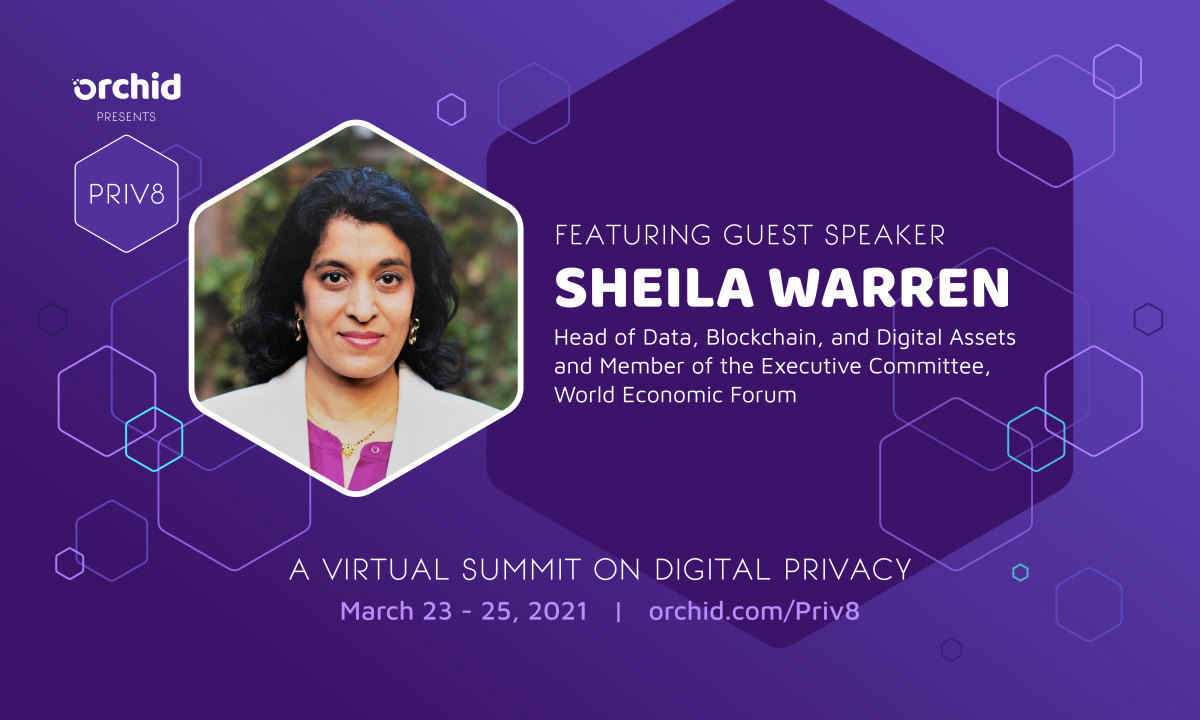 orchid
PRESENTS
PRIV8
FEATURING GUEST SPEAKER
SHEILA WARREN
Head of Data, Blockchain, and Digital Assets
and Member of the Executive Committee,
World Economic Forum
A VIRTUAL SUMMIT ON DIGITAL PRIVACY
March 23 - 25, 2021 | orchid.com/Priv8